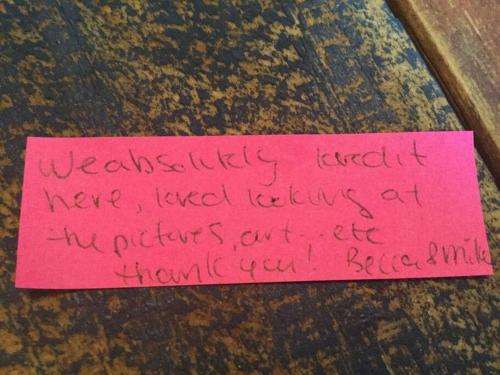 We absolutely loved it
here, loved looking at
the pictures, art... etc
thank you! Becca & Mike